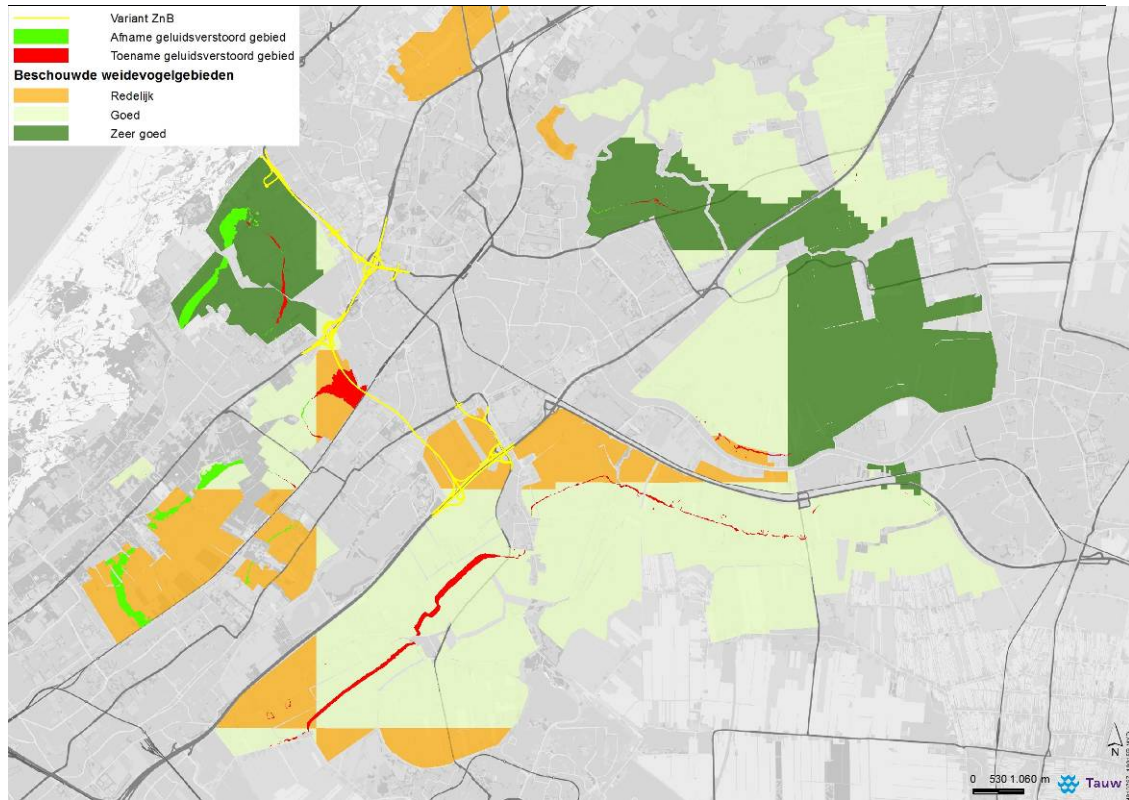 Variant ZnB
Afname geluidsverstoord gebied
Toename geluidsverstoord gebied
Beschouwde weidevogelgebieden
Redelijk
Goed
Zeer goed
N
0 530 1.060 m
Tauw